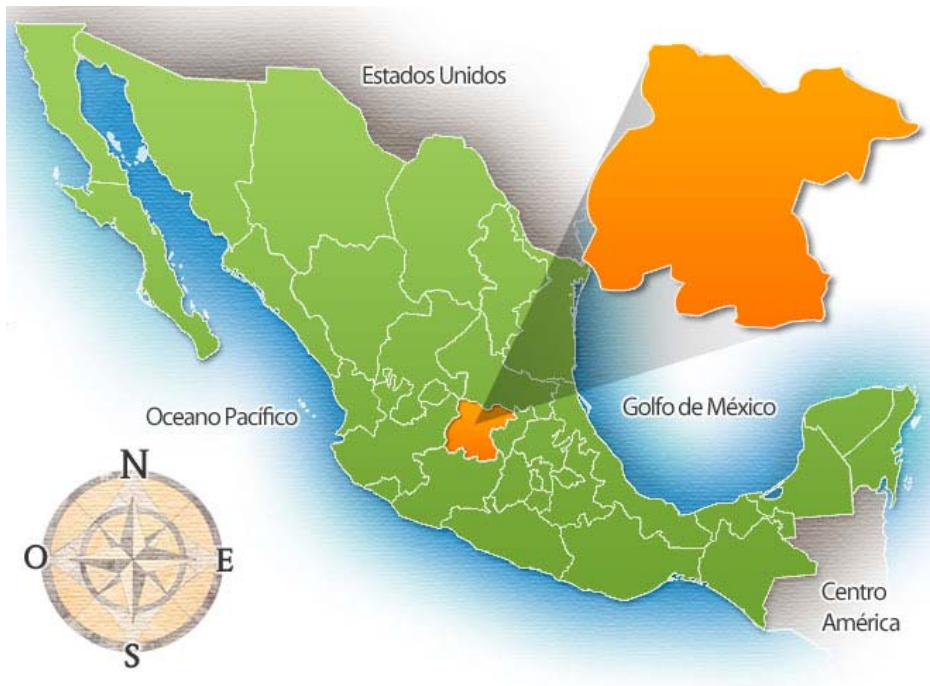 Estados Unidos
Oceano Pacífico
Golfo de México
N
O
E
S
Centro
América